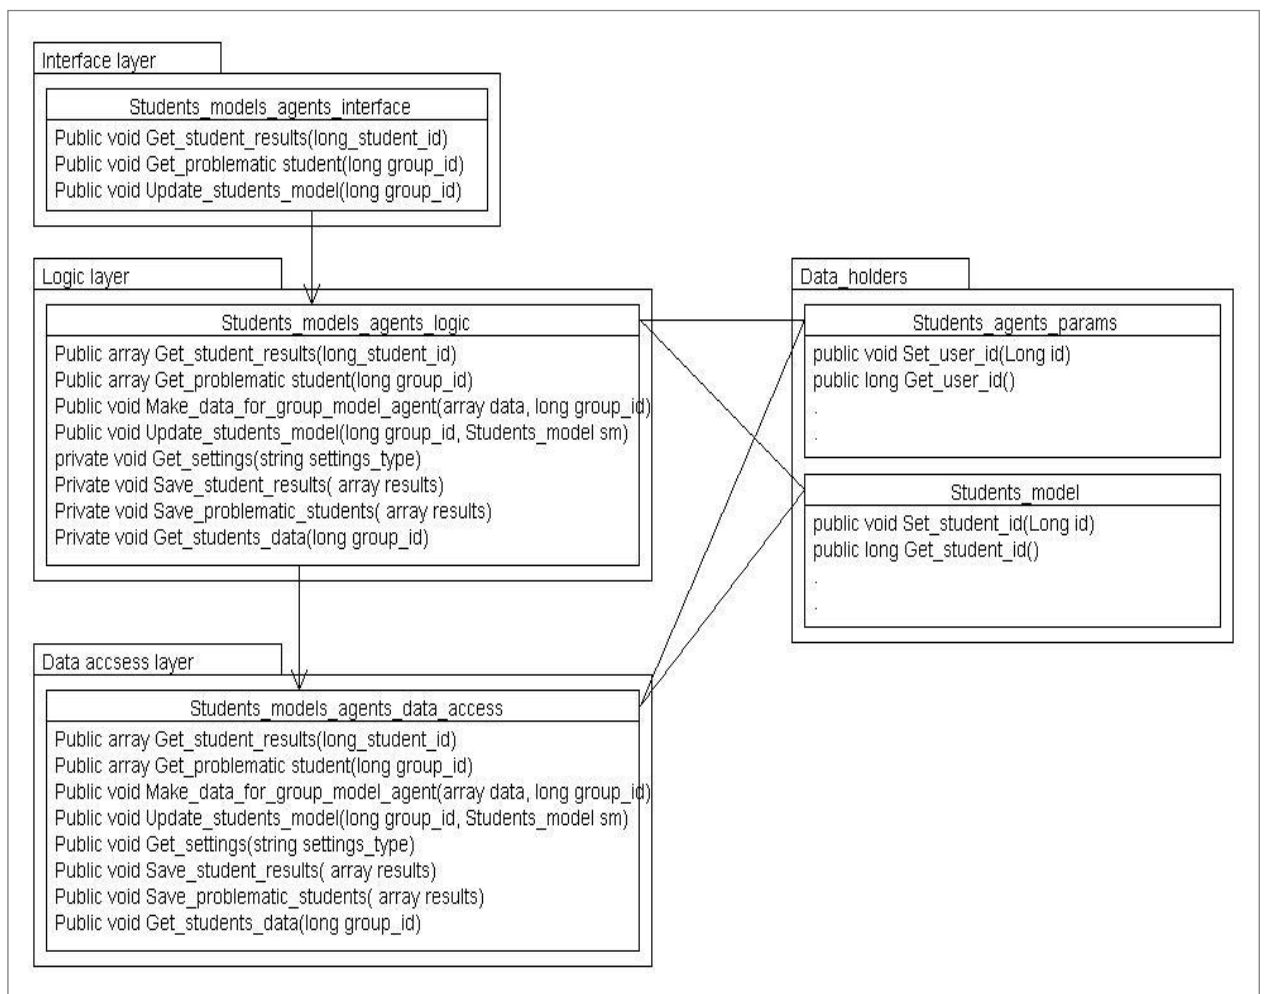 Interface layer
Students_models_agents_interface
Public void Get_student_results(long_student_id)
Public void Get_problematic student(long group_id)
Public void Update_students_model(long group_id)
Logic layer
Students_models_agents_logic
Public array Get_student_results(long_student_id)
Public array Get_problematic student(long group_id)
Public void Make_data_for_group_model_agent(array data, long group_id)
Public void Update_students_model(long group_id, Students_model sm)
private void Get_settings(string settings_type)
Private void Save_student_results( array results)
Private void Save_problematic_students( array results)
Private void Get_students_data(long group_id)
Data_holders
Students_agents_params
public void Set_user_id(Long id)
public long Get_user_id()
.
.
Students_model
public void Set_student_id(Long id)
public long Get_student_id()
.
.
Data accsess layer
Students_models_agents_data_access
Public array Get_student_results(long_student_id)
Public array Get_problematic student(long group_id)
Public void Make_data_for_group_model_agent(array data, long group_id)
Public void Update_students_model(long group_id, Students_model sm)
Public void Get_settings(string settings_type)
Public void Save_student_results( array results)
Public void Save_problematic_students( array results)
Public void Get_students_data(long group_id)